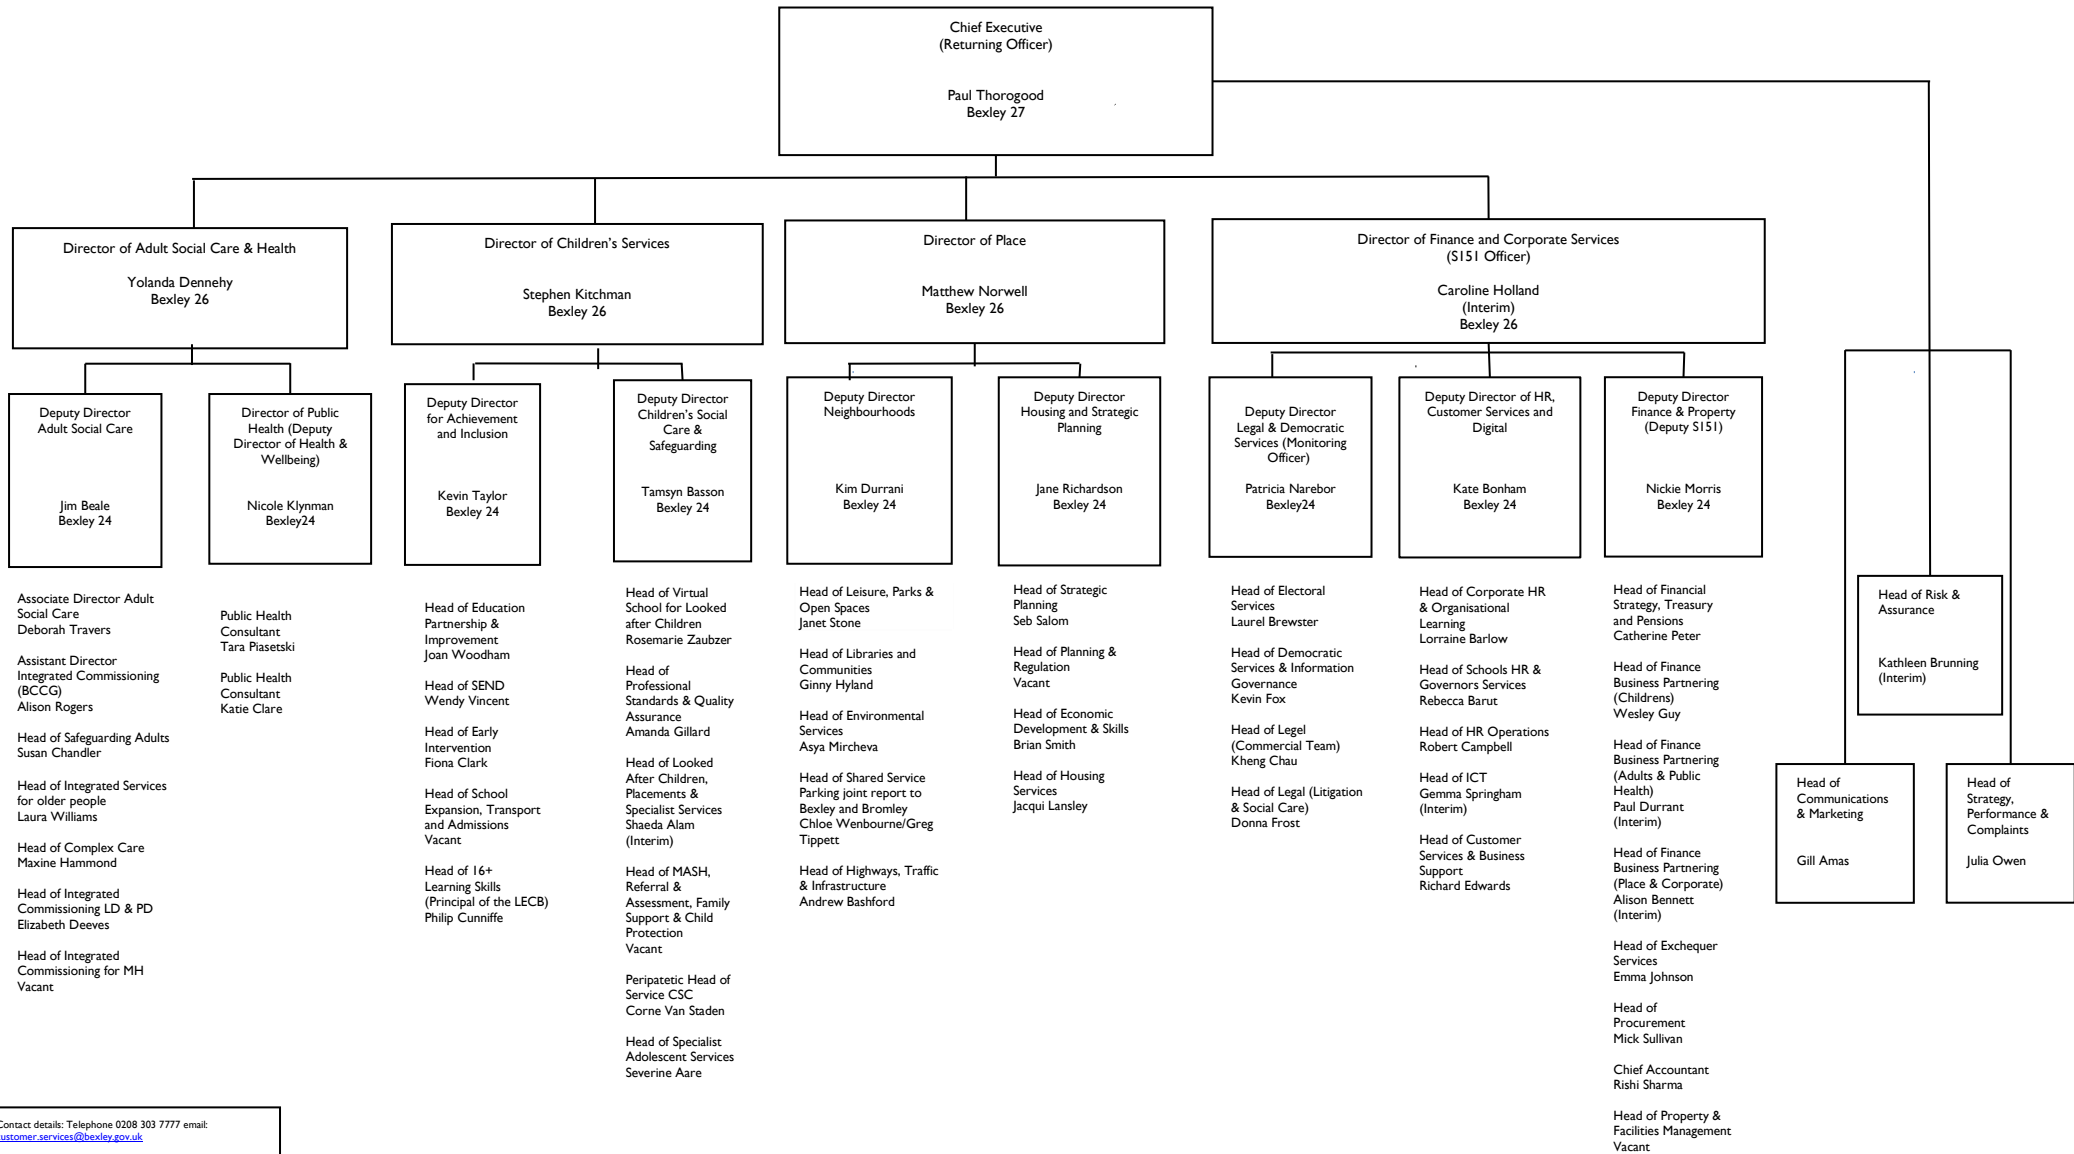 Chief Executive
(Returning Officer)
Paul Thorogood
Bexley 27
Director of Adult Social Care & Health
Yolanda Dennehy
Bexley 26
Director of Children’s Services
Stephen Kitchman
Bexley 26
Director of Place
Matthew Norwell
Bexley 26
Director of Finance and Corporate Services
(S151 Officer)
Caroline Holland
(Interim)
Bexley 26
Deputy Director
Adult Social Care
Jim Beale
Bexley 24
Director of Public
Health (Deputy
Director of Health &
Wellbeing)
Nicole Klynman
Bexley24
Deputy Director
for Achievement
and Inclusion
Kevin Taylor
Bexley 24
Deputy Director
Children’s Social
Care &
Safeguarding
Tamsyn Basson
Bexley 24
Deputy Director
Neighbourhoods
Kim Durrani
Bexley 24
Deputy Director
Housing and Strategic
Planning
Jane Richardson
Bexley 24
Deputy Director
Legal & Democratic
Services (Monitoring
Officer)
Patricia Narebor
Bexley24
Deputy Director of HR,
Customer Services and
Digital
Kate Bonham
Bexley 24
Deputy Director
Finance & Property
(Deputy S151)
Nickie Morris
Bexley 24
Associate Director Adult
Social Care
Deborah Travers
Assistant Director
Integrated Commissioning
(BCCG)
Alison Rogers
Head of Safeguarding Adults
Susan Chandler
Head of Integrated Services
for older people
Laura Williams
Head of Complex Care
Maxine Hammond
Head of Integrated
Commissioning LD & PD
Elizabeth Deeves
Head of Integrated
Commissioning for MH
Vacant
Public Health
Consultant
Tara Piasetski
Public Health
Consultant
Katie Clare
Head of Education
Partnership &
Improvement
Joan Woodham
Head of SEND
Wendy Vincent
Head of Early
Intervention
Fiona Clark
Head of School
Expansion, Transport
and Admissions
Vacant
Head of 16+
Learning Skills
(Principal of the LECB)
Philip Cunniffe
Head of Virtual
School for Looked
after Children
Rosemarie Zaubzer
Head of
Professional
Standards & Quality
Assurance
Amanda Gillard
Head of Looked
After Children,
Placements &
Specialist Services
Shaeda Alam
(Interim)
Head of MASH,
Referral &
Assessment, Family
Support & Child
Protection
Vacant
Peripatetic Head of
Service CSC
Corne Van Staden
Head of Specialist
Adolescent Services
Severine Aare
Head of Leisure, Parks &
Open Spaces
Janet Stone
Head of Libraries and
Communities
Ginny Hyland
Head of Environmental
Services
Asya Mircheva
Head of Shared Service
Parking joint report to
Bexley and Bromley
Chloe Wenbourne/Greg
Tippett
Head of Highways, Traffic
& Infrastructure
Andrew Bashford
Head of Strategic
Planning
Seb Salom
Head of Planning &
Regulation
Vacant
Head of Economic
Development & Skills
Brian Smith
Head of Housing
Services
Jacqui Lansley
Head of Electoral
Services
Laurel Brewster
Head of Democratic
Services & Information
Governance
Kevin Fox
Head of Legel
(Commercial Team)
Kheng Chau
Head of Legal (Litigation
& Social Care)
Donna Frost
Head of Corporate HR
& Organisational
Learning
Lorraine Barlow
Head of Schools HR &
Governors Services
Rebecca Barut
Head of HR Operations
Robert Campbell
Head of ICT
Gemma Springham
(Interim)
Head of Customer
Services & Business
Support
Richard Edwards
Head of Financial
Strategy, Treasury
and Pensions
Catherine Peter
Head of Finance
Business Partnering
(Childrens)
Wesley Guy
Head of Finance
Business Partnering
(Adults & Public
Health)
Paul Durrant
(Interim)
Head of Finance
Business Partnering
(Place & Corporate)
Alison Bennett
(Interim)
Head of Exchequer
Services
Emma Johnson
Head of
Procurement
Mick Sullivan
Chief Accountant
Rishi Sharma
Head of Property &
Facilities Management
Vacant
Head of Risk &
Assurance
Kathleen Brunning
(Interim)
Head of
Communications
& Marketing
Gill Amas
Head of
Strategy,
Performance &
Complaints
Julia Owen
Contact details: Telephone 0208 303 7777 email:
customer.services@bexley.gov.uk